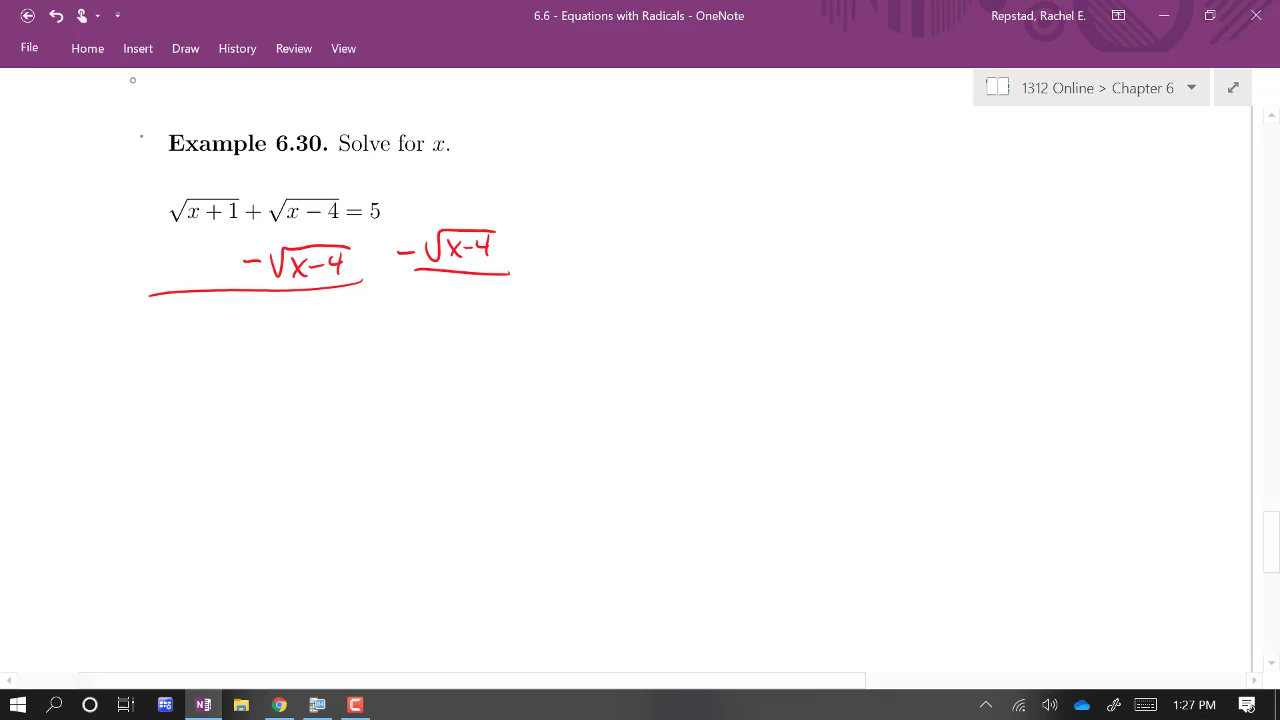 6.6 - Equations with Radicals - OneNote
Repstad, Rachel E.
File Home Insert Draw History Review View
1312 Online > Chapter 6
Example 6.30. Solve for x.
√(x + 1) + √(x − 4) = 5
−√(x−4) −√(x−4)
1:27 PM